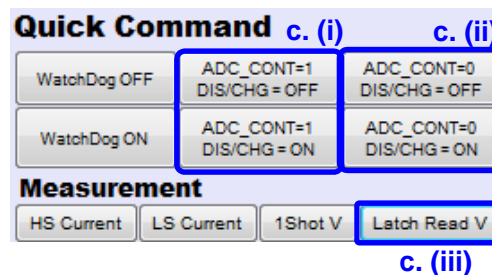 Quick Command c. (i) c. (ii)
WatchDog OFF ADC_CONT=1 DIS/CHG = OFF ADC_CONT=0 DIS/CHG = OFF
WatchDog ON ADC_CONT=1 DIS/CHG = ON ADC_CONT=0 DIS/CHG = ON
Measurement
HS Current LS Current 1Shot V Latch Read V
c. (iii)